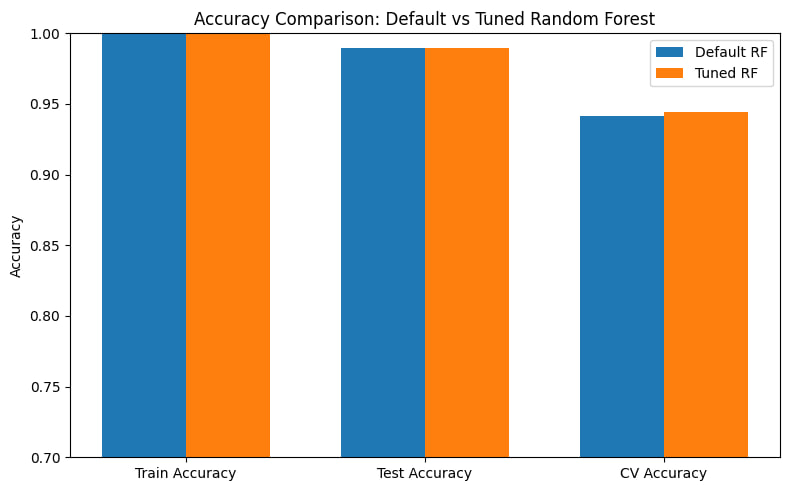 Accuracy Comparison: Default vs Tuned Random Forest
Default RF
Tuned RF
Accuracy
1.00
0.95
0.90
0.85
0.80
0.75
0.70
Train Accuracy
Test Accuracy
CV Accuracy